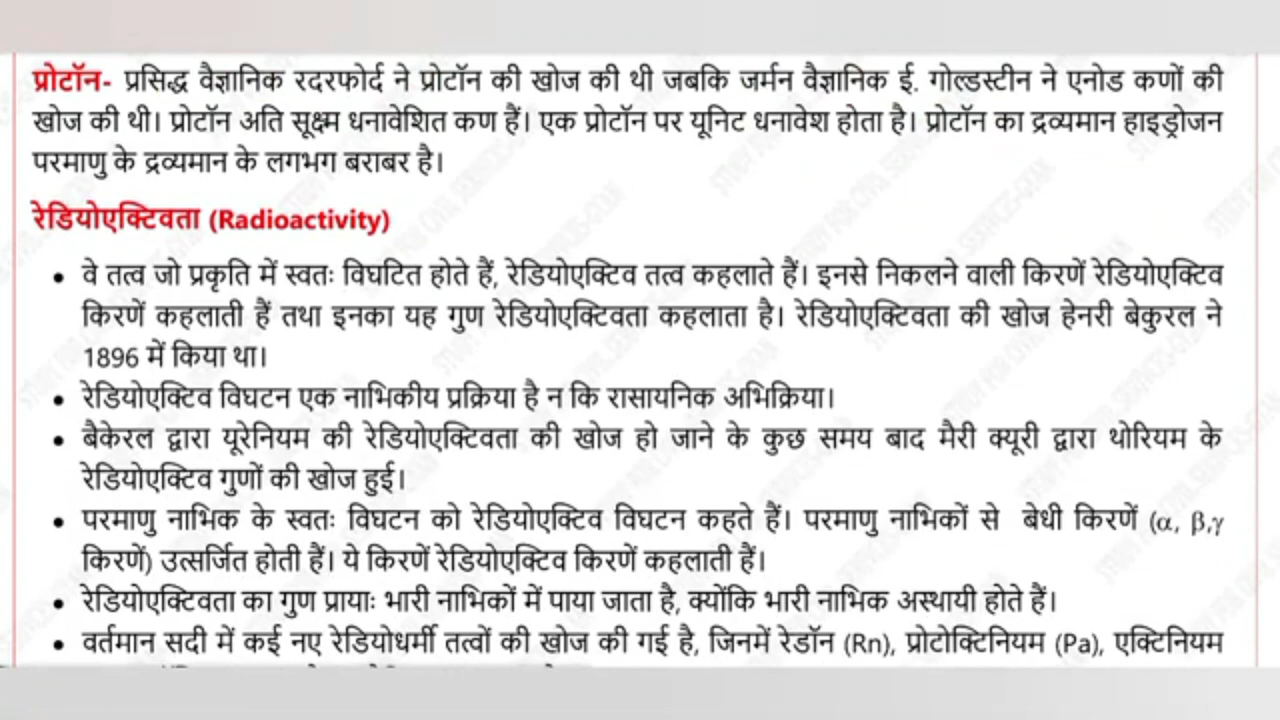 प्रोटॉन- प्रसिद्ध वैज्ञानिक रदरफोर्द ने प्रोटॉन की खोज की थी जबकि जर्मन वैज्ञानिक ई. गोल्डस्टीन ने एनोड कणों की
खोज की थी। प्रोटॉन अति सूक्ष्म धनावेशित कण हैं। एक प्रोटॉन पर यूनिट धनावेश होता है। प्रोटॉन का द्रव्यमान हाइड्रोजन
परमाणु के द्रव्यमान के लगभग बराबर है।
रेडियोएक्टिवता (Radioactivity)
• वे तत्व जो प्रकृति में स्वतः विघटित होते हैं, रेडियोएक्टिव तत्व कहलाते हैं। इनसे निकलने वाली किरणें रेडियोएक्टिव
किरणें कहलाती हैं तथा इनका यह गुण रेडियोएक्टिवता कहलाता है। रेडियोएक्टिवता की खोज हेनरी बेकुरल ने
1896 में किया था।
• रेडियोएक्टिव विघटन एक नाभिकीय प्रक्रिया है न कि रासायनिक अभिक्रिया।
• बैकेरल द्वारा यूरेनियम की रेडियोएक्टिवता की खोज हो जाने के कुछ समय बाद मैरी क्यूरी द्वारा थोरियम के
रेडियोएक्टिव गुणों की खोज हुई।
• परमाणु नाभिक के स्वतः विघटन को रेडियोएक्टिव विघटन कहते हैं। परमाणु नाभिकों से बेधी किरणें (α, β,γ
किरणें) उत्सर्जित होती हैं। ये किरणें रेडियोएक्टिव किरणें कहलाती हैं।
• रेडियोएक्टिवता का गुण प्रायाः भारी नाभिकों में पाया जाता है, क्योंकि भारी नाभिक अस्थायी होते हैं।
• वर्तमान सदी में कई नए रेडियोधर्मी तत्वों की खोज की गई है, जिनमें रेडॉन (Rn), प्रोटोक्टिनियम (Pa), एक्टिनियम